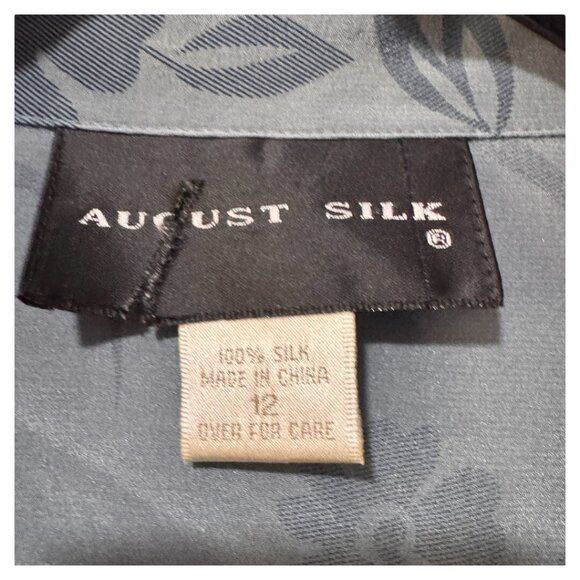 AUGUST SILK
®
100% SILK
MADE IN CHINA
12
OVER FOR CARE